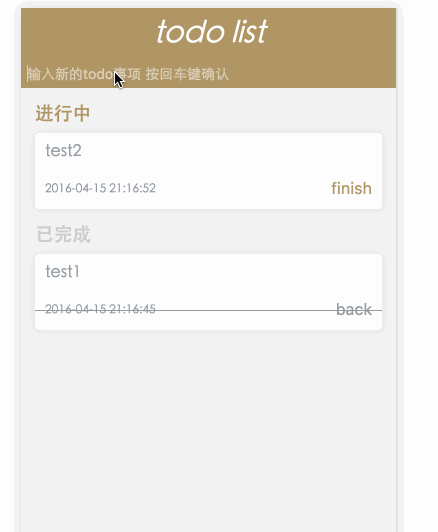 todo list
输入新的todo事项 按回车键确认
进行中
test2
2016-04-15 21:16:52 finish
已完成
test1
2016-04-15 21:16:45 back